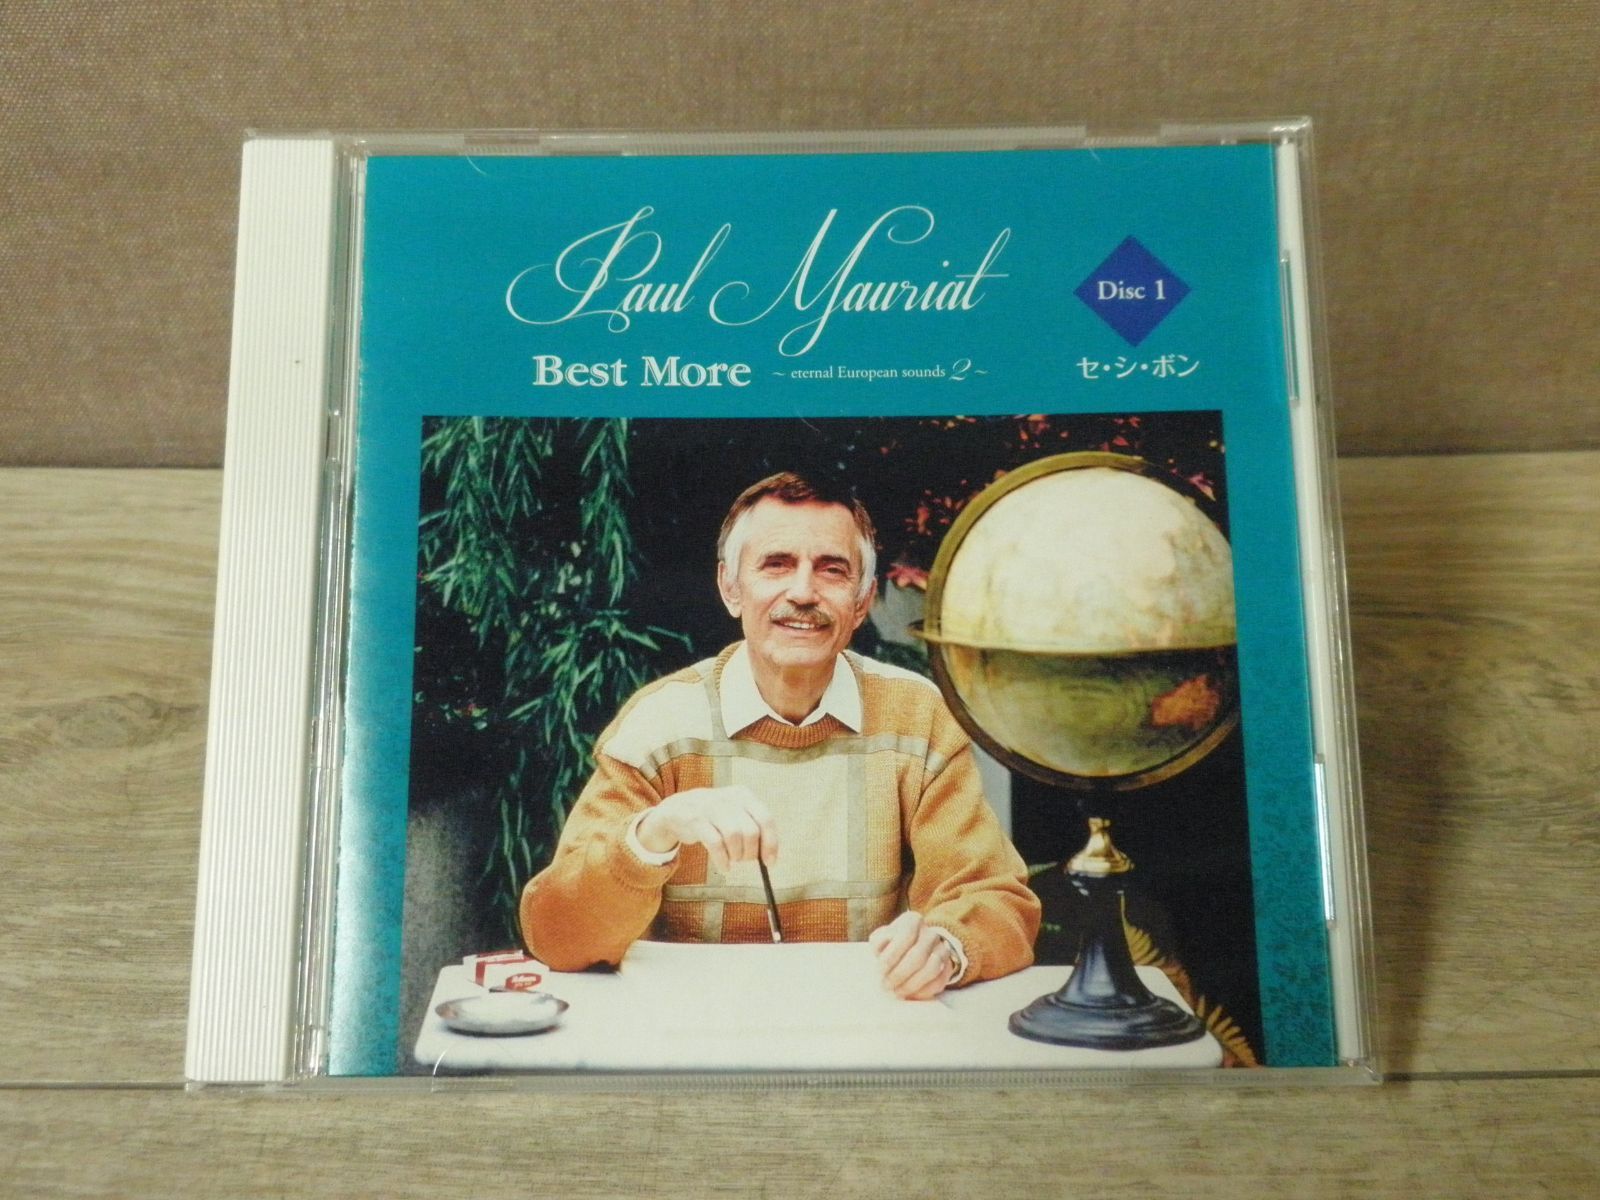 Paul Mauriat
Best More ～ eternal European sounds 2 ～
Disc 1
セ・シ・ボン